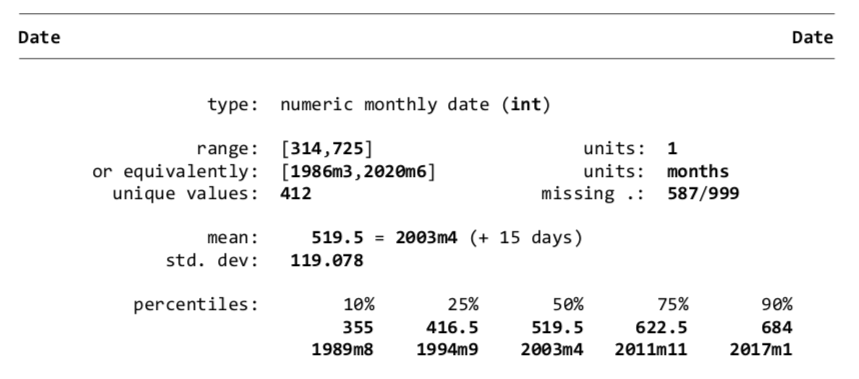 Date Date
type: numeric monthly date (int)
range: [314,725] units: 1
or equivalently: [1986m3,2020m6] units: months
unique values: 412 missing .: 587/999
mean: 519.5 = 2003m4 (+ 15 days)
std. dev: 119.078
percentiles: 10% 25% 50% 75% 90%
355 416.5 519.5 622.5 684
1989m8 1994m9 2003m4 2011m11 2017m1